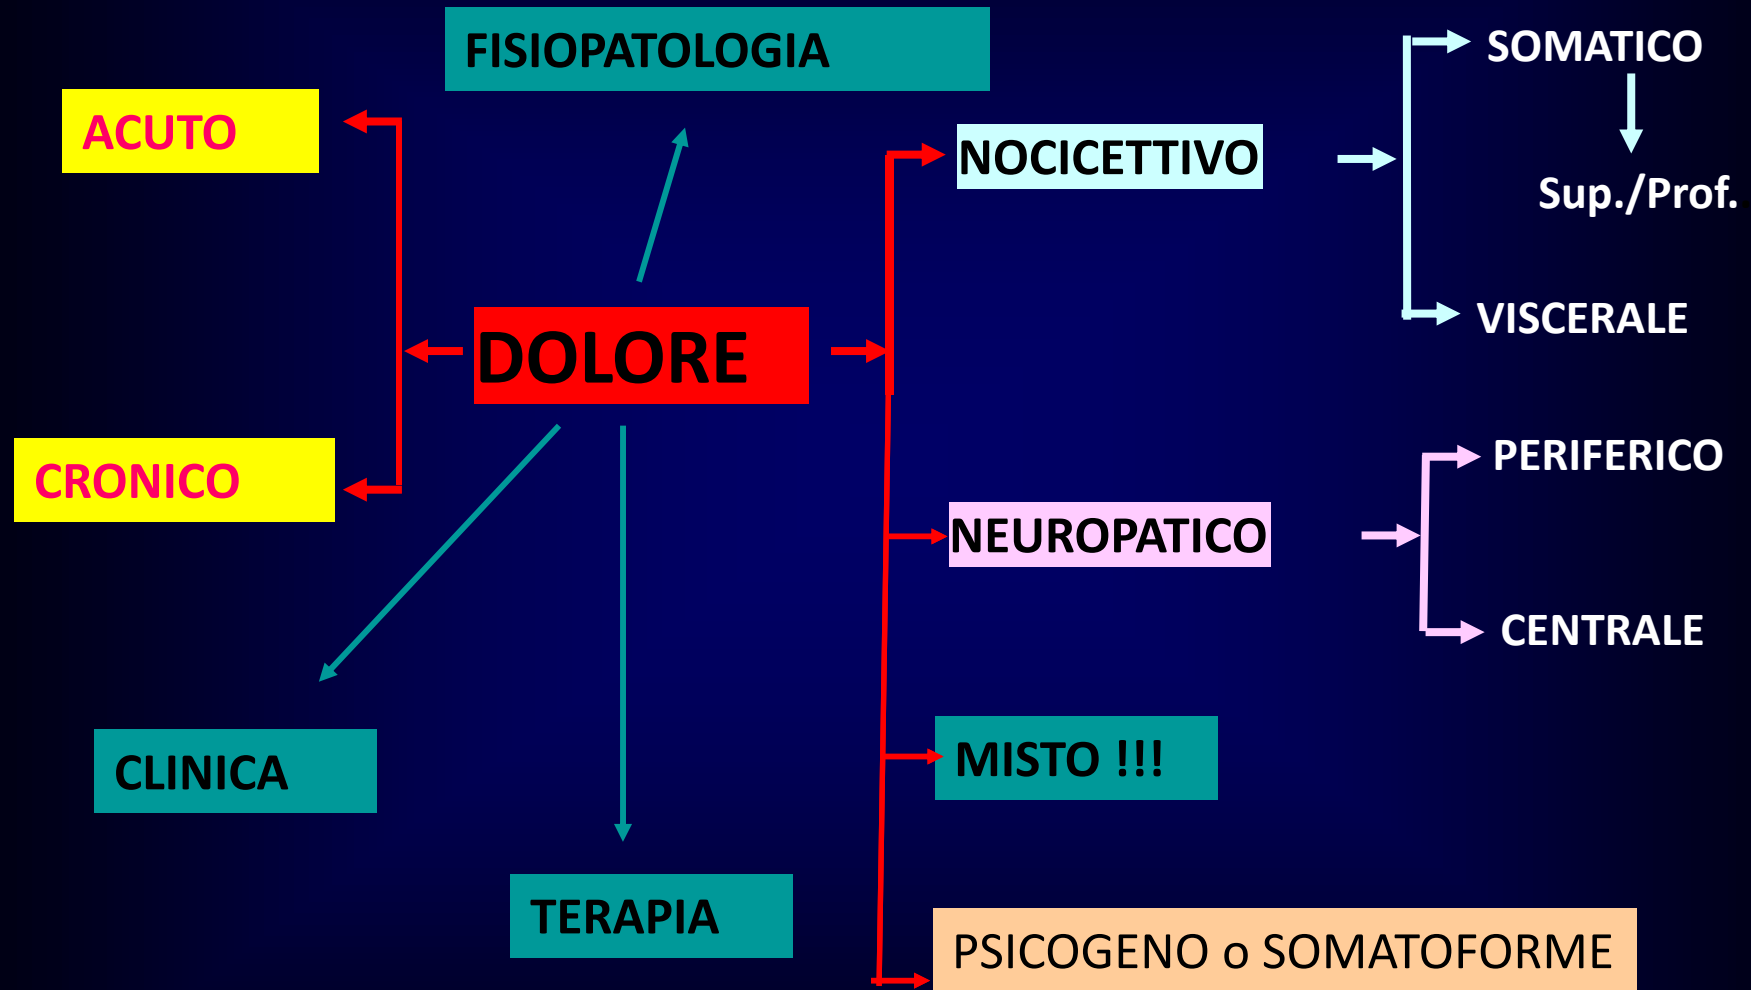 FISIOPATOLOGIA
SOMATICO
ACUTO
NOCICETTIVO
Sup./Prof.
VISCERALE
DOLORE
CRONICO
PERIFERICO
NEUROPATICO
CENTRALE
CLINICA
MISTO !!!
TERAPIA
PSICOGENO o SOMATOFORME